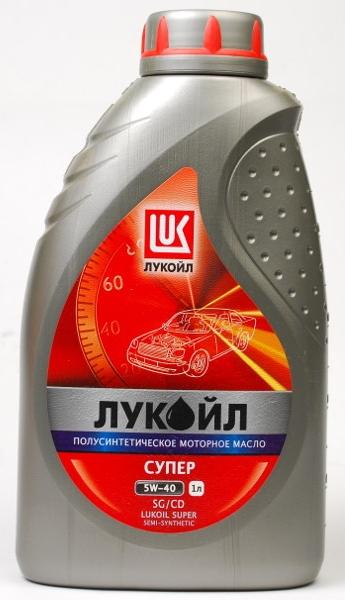 LUK
ЛУКОЙЛ
60
40
ЛУКОЙЛ
ПОЛУСИНТЕТИЧЕСКОЕ МОТОРНОЕ МАСЛО
СУПЕР
5W-40 1л
SG/CD
LUKOIL SUPER
SEMI-SYNTHETIC